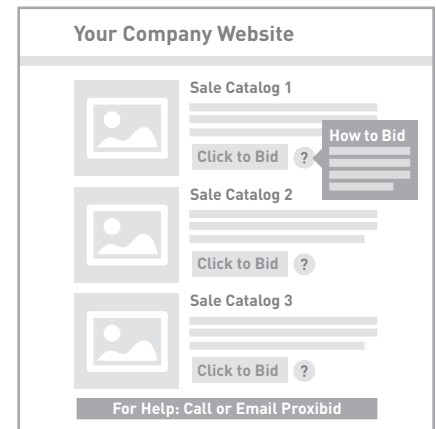 Your Company Website
Sale Catalog 1
How to Bid
Click to Bid ?
Sale Catalog 2
Click to Bid ?
Sale Catalog 3
Click to Bid ?
For Help: Call or Email Proxibid